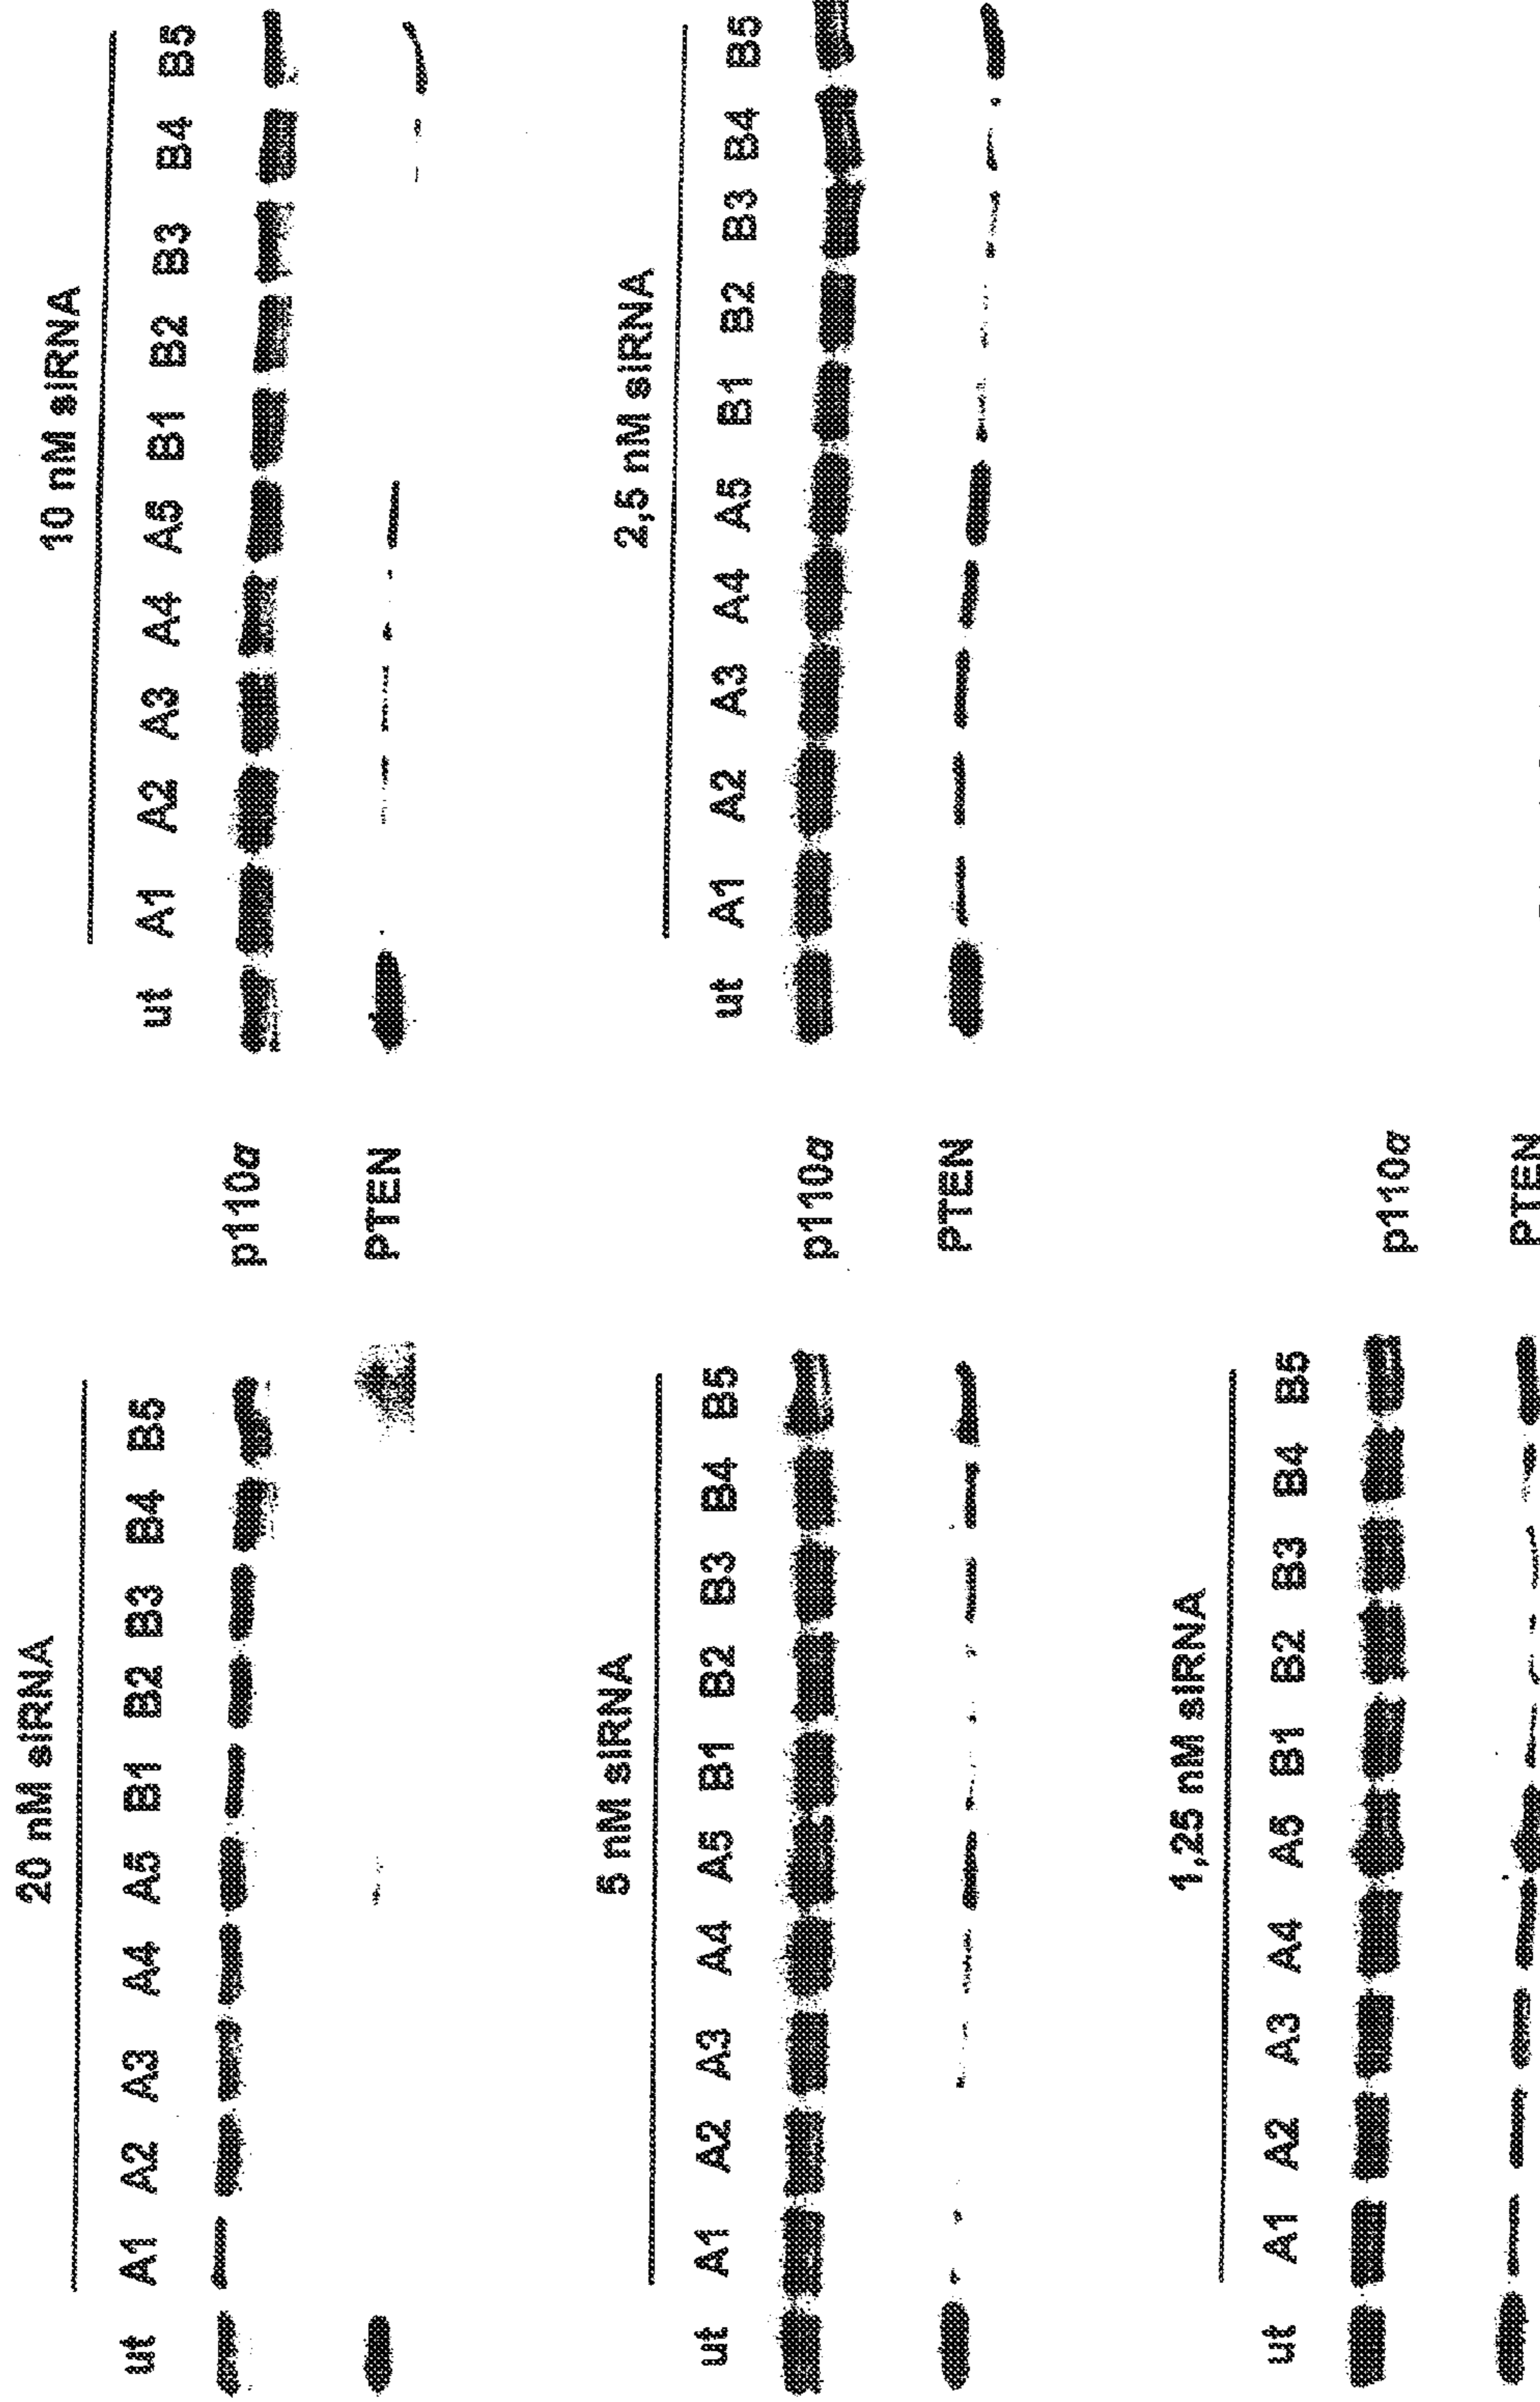 20 nM siRNA
ut A1 A2 A3 A4 A5 B1 B2 B3 B4 B5
p110α
PTEN
10 nM siRNA
ut A1 A2 A3 A4 A5 B1 B2 B3 B4 B5
5 nM siRNA
ut A1 A2 A3 A4 A5 B1 B2 B3 B4 B5
p110α
PTEN
2,5 nM siRNA
ut A1 A2 A3 A4 A5 B1 B2 B3 B4 B5
1,25 nM siRNA
ut A1 A2 A3 A4 A5 B1 B2 B3 B4 B5
p110α
PTEN